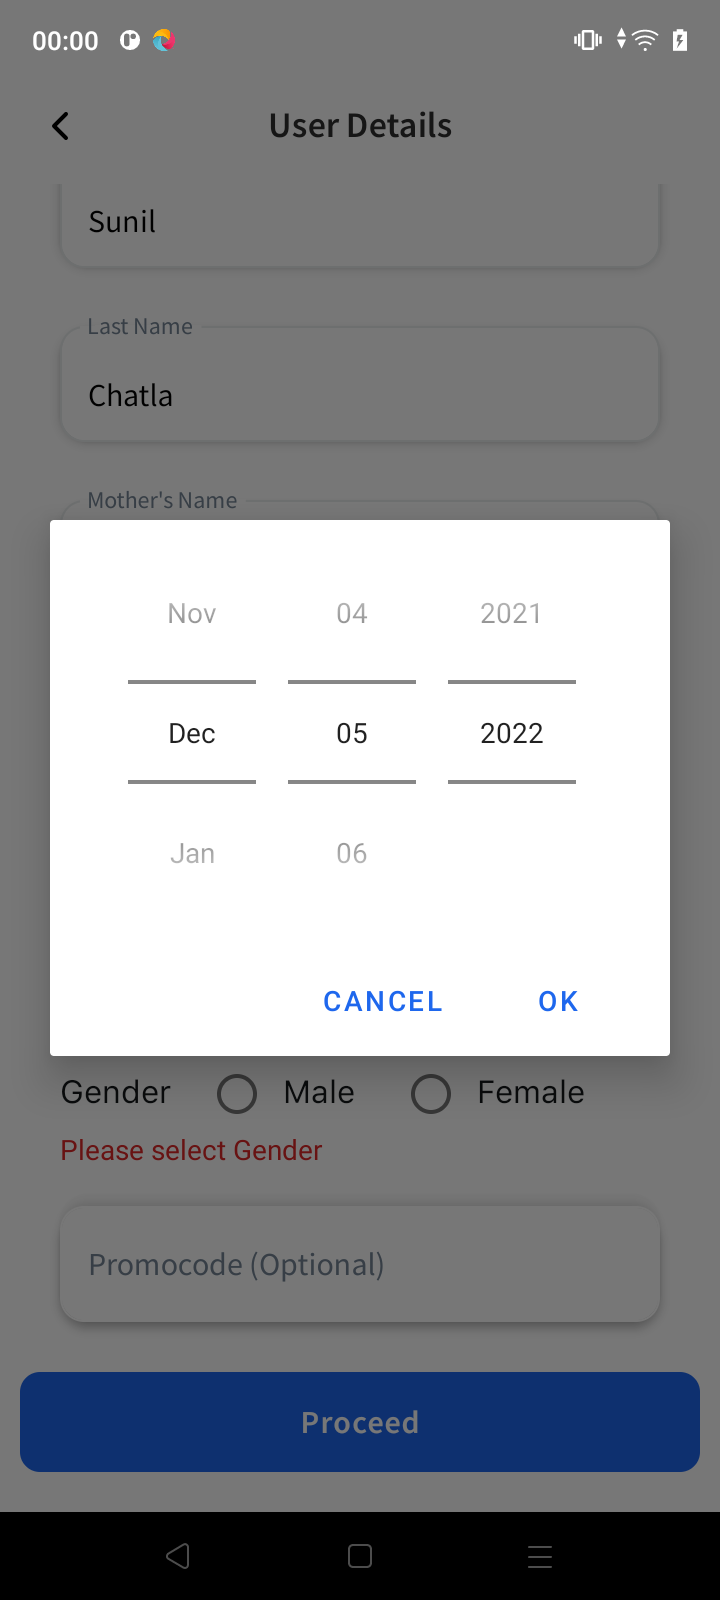 00:00
User Details
Sunil
Last Name
Chatla
Mother's Name
Nov 04 2021
Dec 05 2022
Jan 06
CANCEL OK
Gender Male Female
Please select Gender
Promocode (Optional)
Proceed